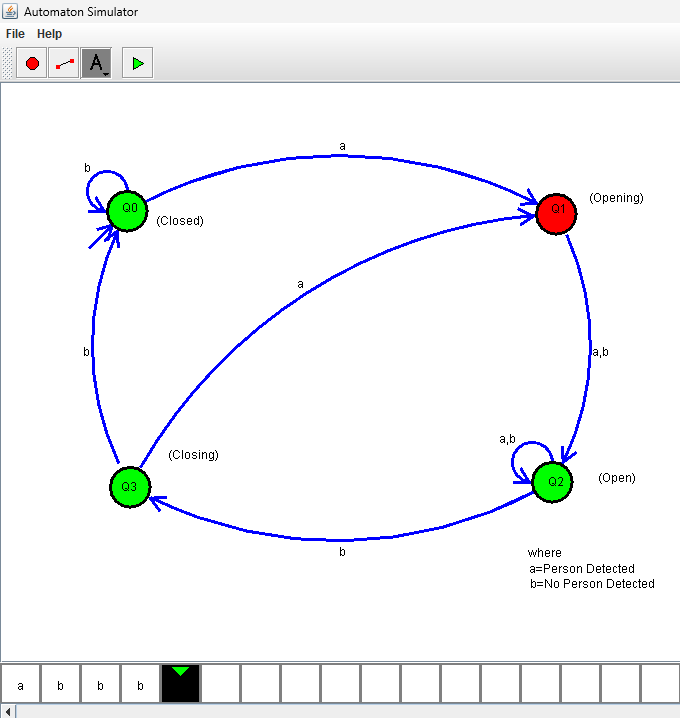 Automaton Simulator
File Help
A
a
b
Q0
(Closed)
Q1
(Opening)
a
b
a,b
(Closing)
a,b
Q3
Q2
(Open)
b
where
a=Person Detected
b=No Person Detected
a b b b